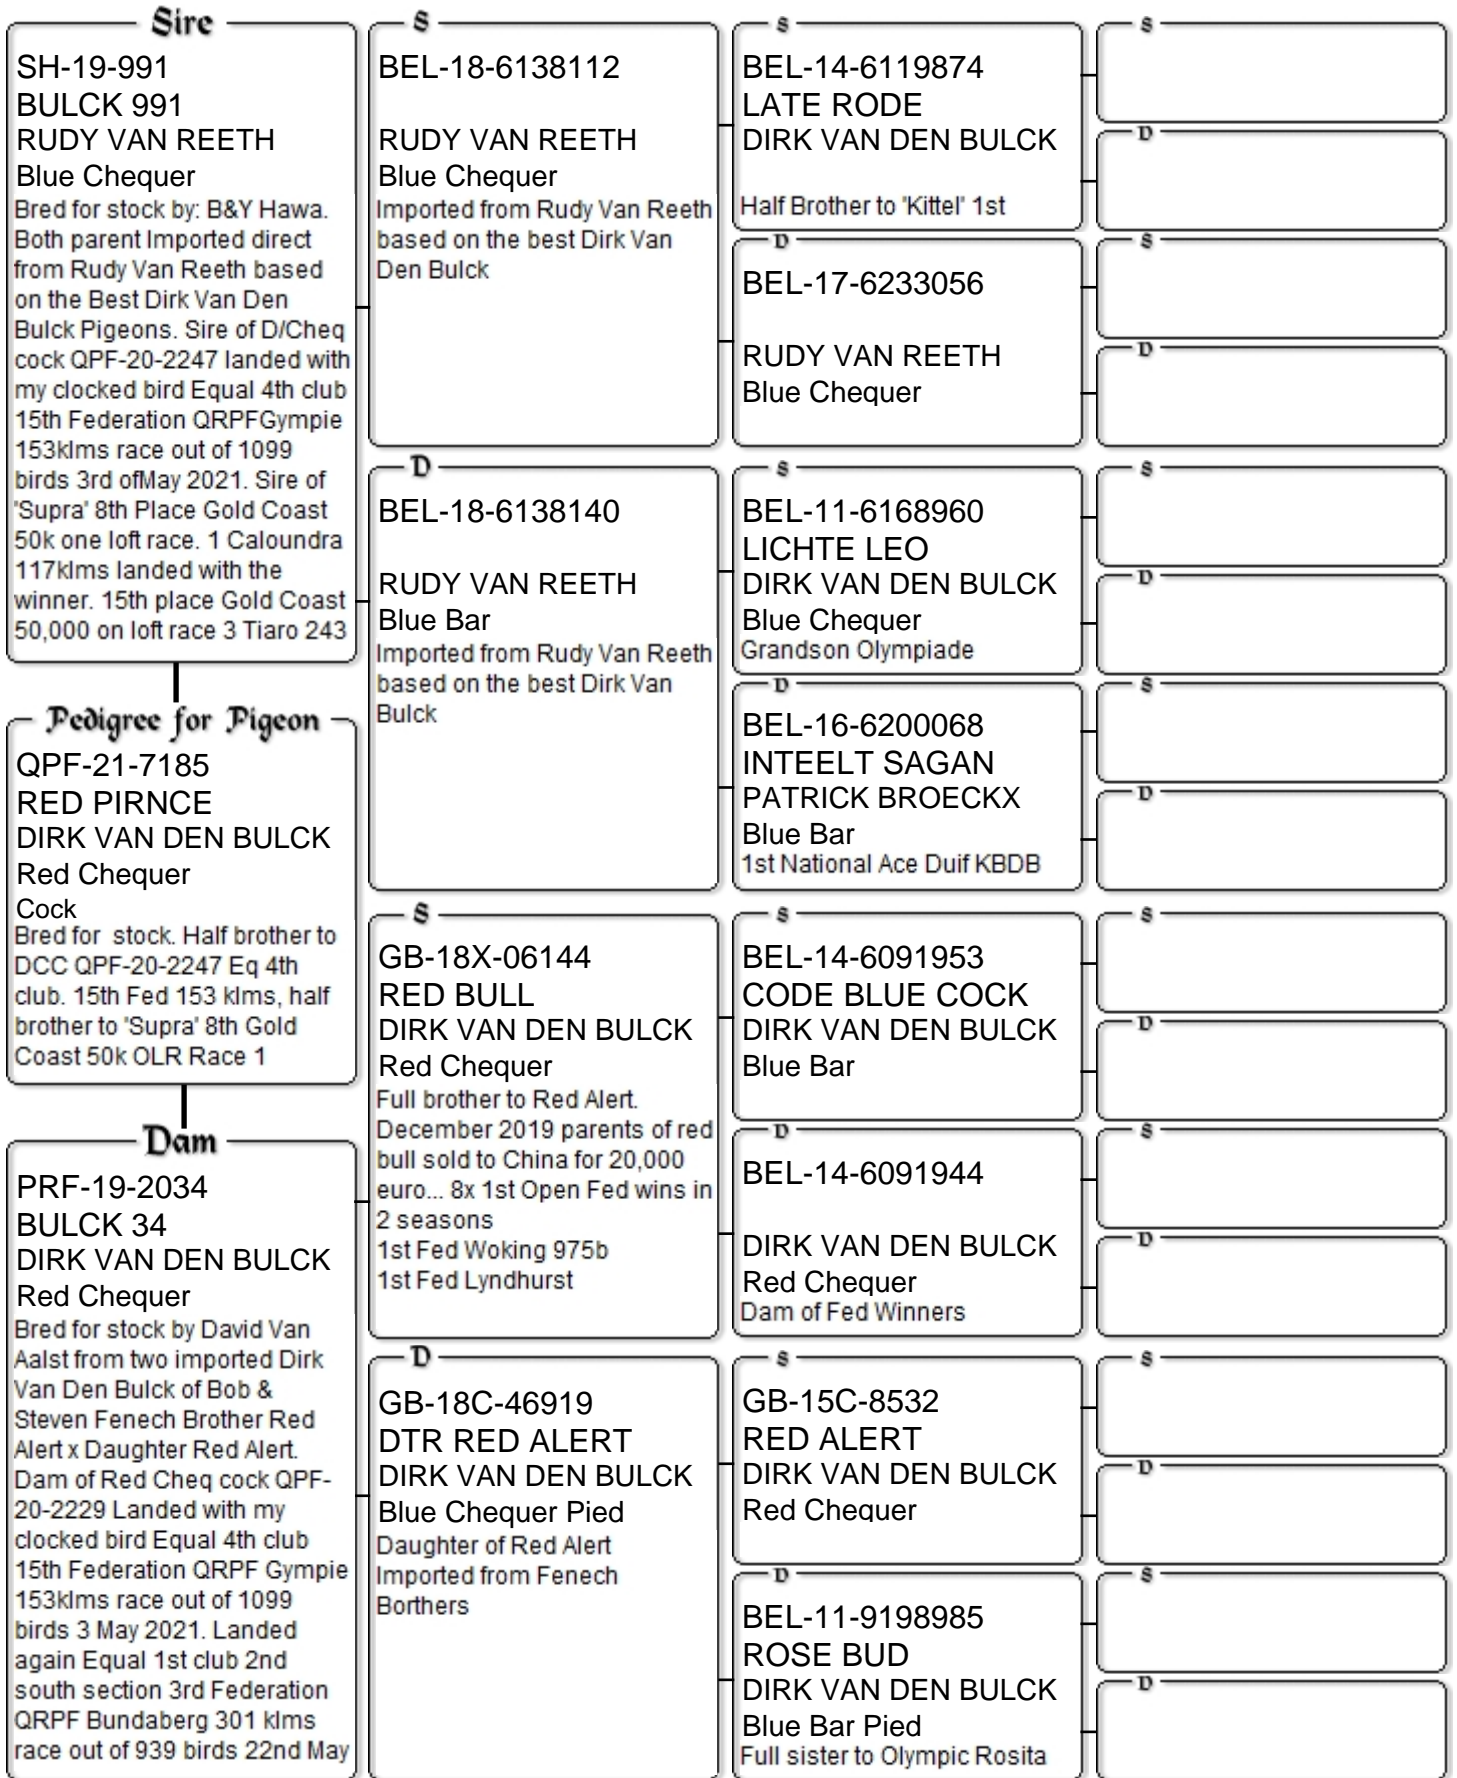 Sire
SH-19-991
BULCK 991
RUDY VAN REETH
Blue Chequer
Bred for stock by: B&Y Hawa.
Both parent Imported direct
from Rudy Van Reeth based
on the Best Dirk Van Den
Bulck Pigeons. Sire of D/Cheq
cock QPF-20-2247 landed with
my clocked bird Equal 4th club
15th Federation QRPFGympie
153klms race out of 1099
birds 3rd ofMay 2021. Sire of
'Supra' 8th Place Gold Coast
50k one loft race. 1 Caloundra
117klms landed with the
winner. 15th place Gold Coast
50,000 on loft race 3 Tiaro 243
Pedigree for Pigeon
QPF-21-7185
RED PIRNCE
DIRK VAN DEN BULCK
Red Chequer
Cock
Bred for  stock. Half brother to
DCC QPF-20-2247 Eq 4th
club. 15th Fed 153 klms, half
brother to 'Supra' 8th Gold
Coast 50k OLR Race 1
Dam
PRF-19-2034
BULCK 34
DIRK VAN DEN BULCK
Red Chequer
Bred for stock by David Van
Aalst from two imported Dirk
Van Den Bulck of Bob &
Steven Fenech Brother Red
Alert x Daughter Red Alert.
Dam of Red Cheq cock QPF-
20-2229 Landed with my
clocked bird Equal 4th club
15th Federation QRPF Gympie
153klms race out of 1099
birds 3 May 2021. Landed
again Equal 1st club 2nd
south section 3rd Federation
QRPF Bundaberg 301 klms
race out of 939 birds 22nd May
S
BEL-18-6138112
RUDY VAN REETH
Blue Chequer
Imported from Rudy Van Reeth
based on the best Dirk Van
Den Bulck
D
BEL-18-6138140
RUDY VAN REETH
Blue Bar
Imported from Rudy Van Reeth
based on the best Dirk Van
Bulck
S
GB-18X-06144
RED BULL
DIRK VAN DEN BULCK
Red Chequer
Full brother to Red Alert.
December 2019 parents of red
bull sold to China for 20,000
euro... 8x 1st Open Fed wins in
2 seasons
1st Fed Woking 975b
1st Fed Lyndhurst
D
GB-18C-46919
DTR RED ALERT
DIRK VAN DEN BULCK
Blue Chequer Pied
Daughter of Red Alert
Imported from Fenech
Borthers
S
BEL-14-6119874
LATE RODE
DIRK VAN DEN BULCK
Half Brother to 'Kittel' 1st
D
BEL-17-6233056
RUDY VAN REETH
Blue Chequer
S
BEL-11-6168960
LICHTE LEO
DIRK VAN DEN BULCK
Blue Chequer
Grandson Olympiade
D
BEL-16-6200068
INTEELT SAGAN
PATRICK BROECKX
Blue Bar
1st National Ace Duif KBDB
S
BEL-14-6091953
CODE BLUE COCK
DIRK VAN DEN BULCK
Blue Bar
D
BEL-14-6091944
DIRK VAN DEN BULCK
Red Chequer
Dam of Fed Winners
S
GB-15C-8532
RED ALERT
DIRK VAN DEN BULCK
Red Chequer
D
BEL-11-9198985
ROSE BUD
DIRK VAN DEN BULCK
Blue Bar Pied
Full sister to Olympic Rosita
S
D
S
D
S
D
S
D
S
D
S
D
S
D
S
D